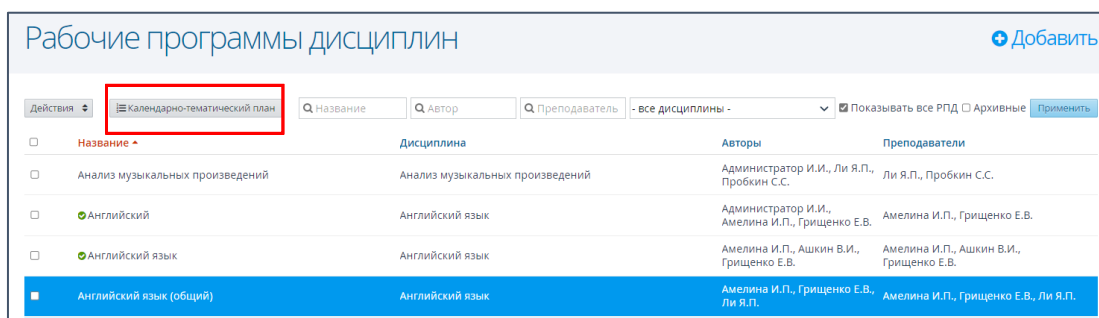 Рабочие программы дисциплин
Добавить
Действия
Календарно-тематический план
Название
Автор
Преподаватель
- все дисциплины -
Показывать все РПД
Архивные
Применить
Название
Дисциплина
Авторы
Преподаватели
Анализ музыкальных произведений
Анализ музыкальных произведений
Администратор И.И., Ли Я.П.,
Пробкин С.С.
Ли Я.П., Пробкин С.С.
Английский
Английский язык
Администратор И.И.,
Амелина И.П., Грищенко Е.В.
Амелина И.П., Грищенко Е.В.
Английский язык
Английский язык
Амелина И.П., Ашкин В.И.,
Грищенко Е.В.
Амелина И.П., Ашкин В.И.,
Грищенко Е.В.
Английский язык (общий)
Английский язык
Амелина И.П., Грищенко Е.В.,
Ли Я.П.
Амелина И.П., Грищенко Е.В., Ли Я.П.